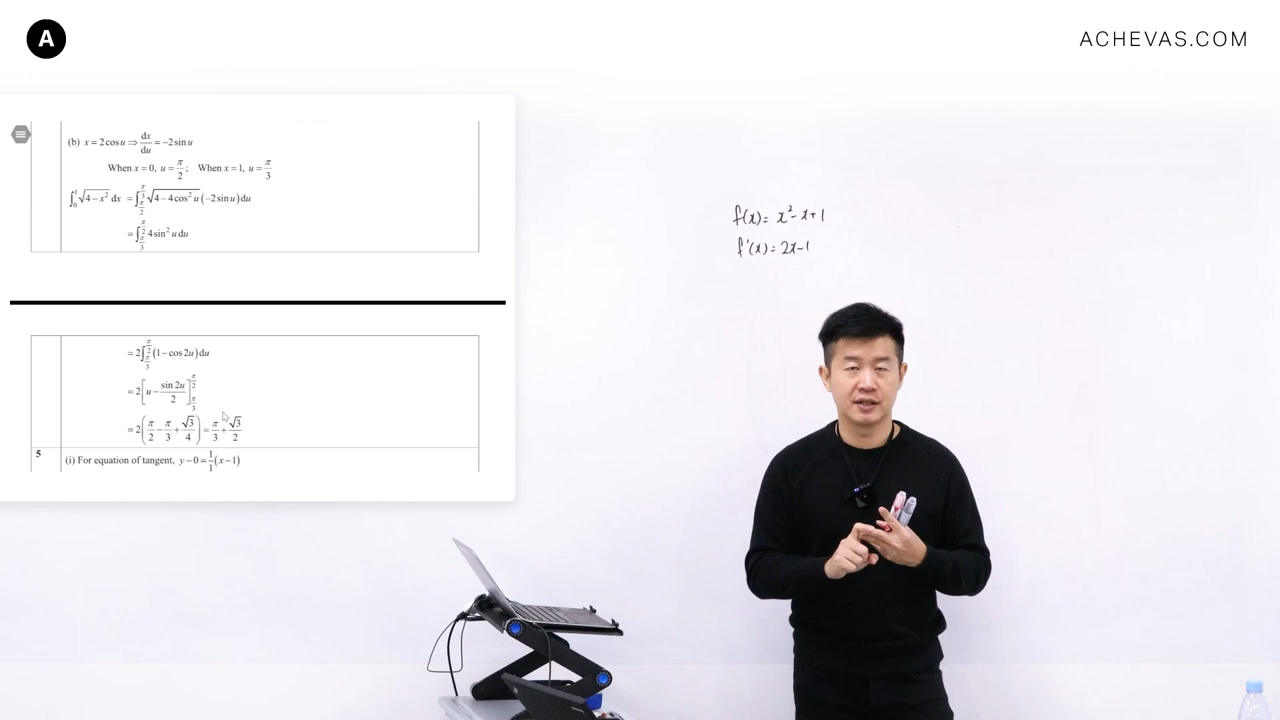 A
ACHEVAS.COM
(b) x = 2cos u ⇒ dx/du = −2sin u
When x = 0, u = π/2; When x = 1, u = π/3
∫₀¹ √(4 − x²) dx = ∫_{π/2}^{π/3} √(4 − 4cos² u) (−2sin u) du
= ∫_{π/3}^{π/2} 4sin² u du
= 2∫_{π/3}^{π/2} (1 − cos 2u) du
= 2[u − sin 2u/2]_{π/3}^{π/2}
= 2(π/2 − π/3 + √3/4) = π/3 + √3/2
5 (i) For equation of tangent, y − 0 = 1/1 (x − 1)
f(x) = x² − x + 1
f'(x) = 2x − 1